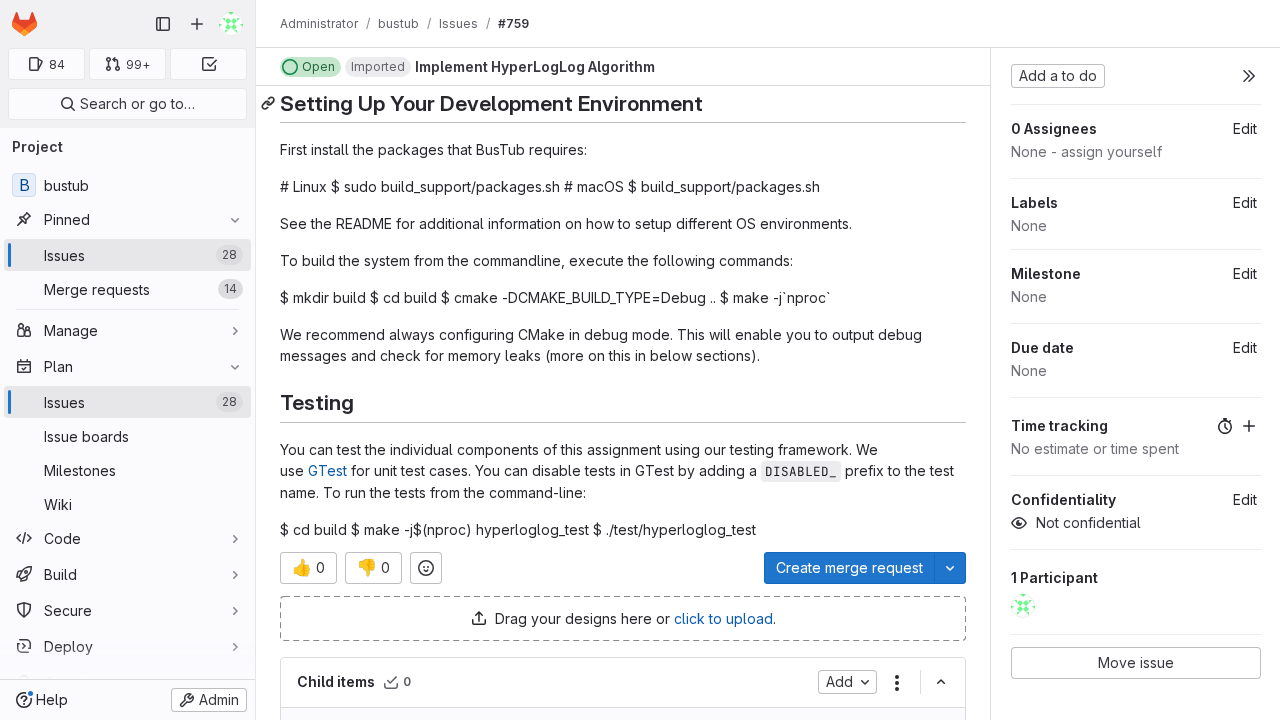 Administrator / bustub / Issues / #759
84
99+
Search or go to…
Project
B bustub
Pinned
Issues 28
Merge requests 14
Manage
Plan
Issues 28
Issue boards
Milestones
Wiki
Code
Build
Secure
Deploy
Help
Admin
Open Imported Implement HyperLogLog Algorithm
Setting Up Your Development Environment
First install the packages that BusTub requires:
# Linux $ sudo build_support/packages.sh # macOS $ build_support/packages.sh
See the README for additional information on how to setup different OS environments.
To build the system from the commandline, execute the following commands:
$ mkdir build $ cd build $ cmake -DCMAKE_BUILD_TYPE=Debug .. $ make -j`nproc`
We recommend always configuring CMake in debug mode. This will enable you to output debug
messages and check for memory leaks (more on this in below sections).
Testing
You can test the individual components of this assignment using our testing framework. We
use GTest for unit test cases. You can disable tests in GTest by adding a DISABLED_ prefix to the test
name. To run the tests from the command-line:
$ cd build $ make -j$(nproc) hyperloglog_test $ ./test/hyperloglog_test
👍 0 👎 0
Create merge request
Drag your designs here or click to upload.
Child items 0
Add
Add a to do
0 Assignees Edit
None - assign yourself
Labels Edit
None
Milestone Edit
None
Due date Edit
None
Time tracking
No estimate or time spent
Confidentiality Edit
Not confidential
1 Participant
Move issue